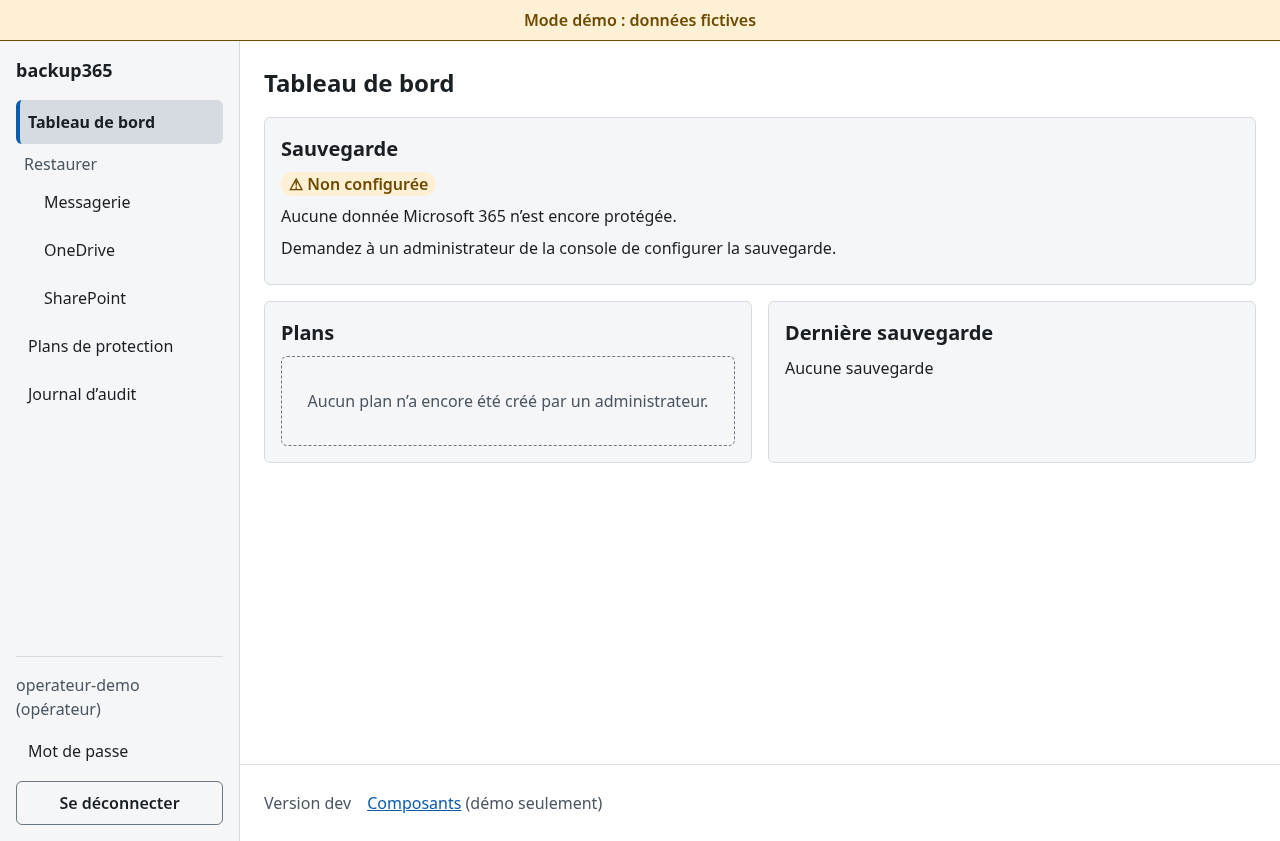 Mode démo : données fictives
backup365
Tableau de bord
Restaurer
Messagerie
OneDrive
SharePoint
Plans de protection
Journal d’audit
operateur-demo
(opérateur)
Mot de passe
Se déconnecter
Tableau de bord
Sauvegarde
⚠ Non configurée
Aucune donnée Microsoft 365 n’est encore protégée.
Demandez à un administrateur de la console de configurer la sauvegarde.
Plans
Aucun plan n’a encore été créé par un administrateur.
Dernière sauvegarde
Aucune sauvegarde
Version dev Composants (démo seulement)